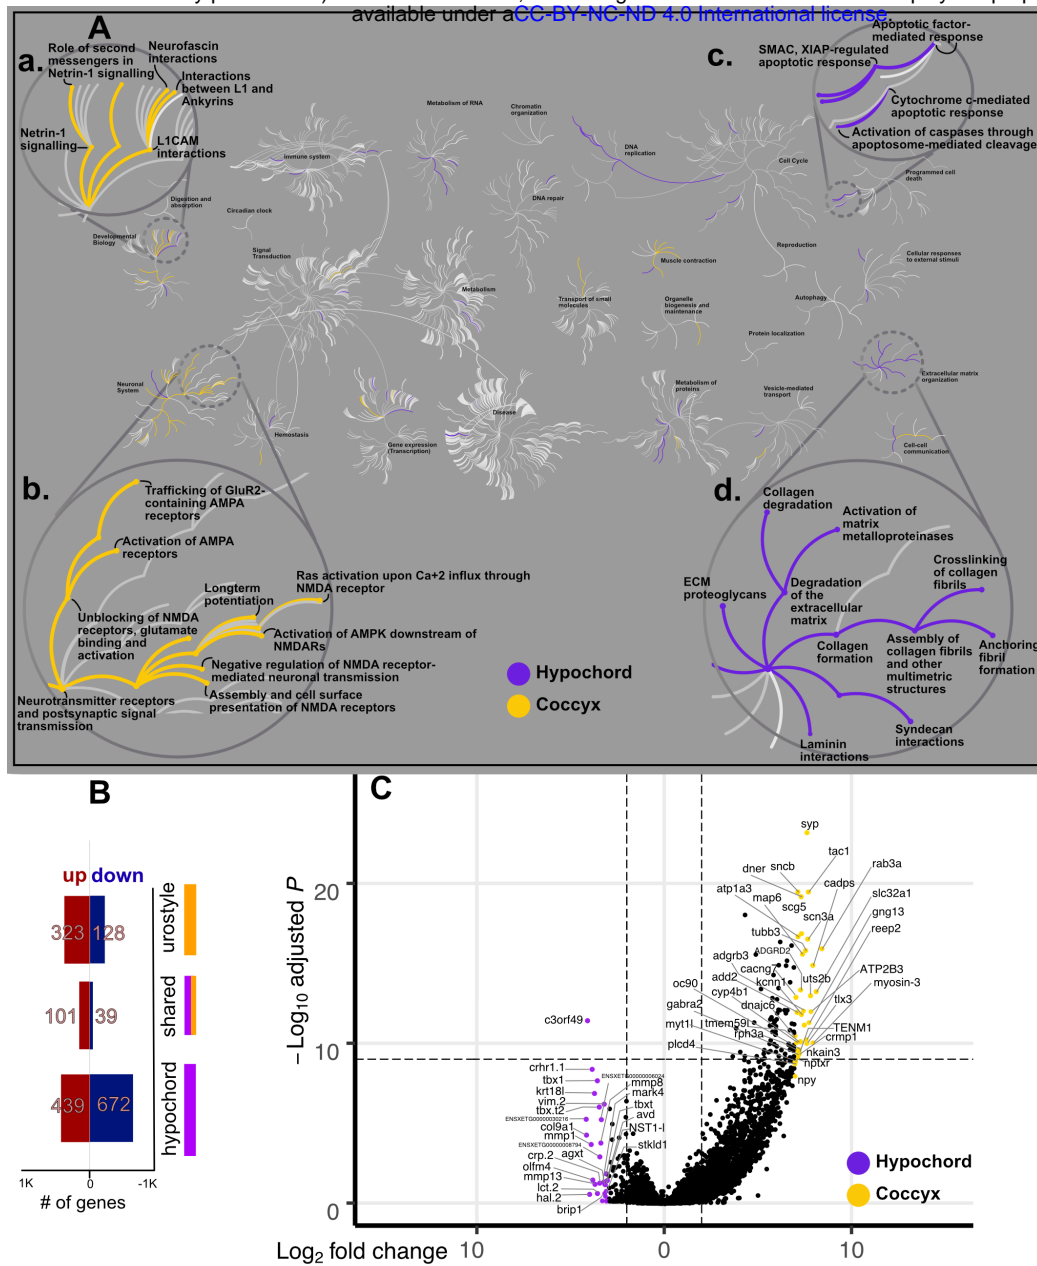 available under aCC-BY-NC-ND 4.0 International license.
A
a.
Role of second
messengers in
Netrin-1 signalling
Neurofascin
interactions
Interactions
between L1 and
Ankyrins
Netrin-1
signalling
L1CAM
interactions
c.
Apoptotic factor-
mediated response
SMAC, XIAP-regulated
apoptotic response
Cytochrome c-mediated
apoptotic response
Activation of caspases through
apoptosome-mediated cleavage
Metabolism of RNA
Chromatin
organization
Immune system
DNA
replication
Cell Cycle
Programmed cell
death
Digestion and
absorption
Circadian clock
DNA repair
Developmental
Biology
Signal
Transduction
Metabolism
Muscle contraction
Reproduction
Cellular responses
to external stimuli
Transport of small
molecules
Organelle
biogenesis and
maintenance
Autophagy
Protein localization
Neuronal
System
Hemostasis
Gene expression
(Transcription)
Disease
Metabolism of
proteins
Vesicle-mediated
transport
Extracellular matrix
organization
Cell-cell
communication
b.
Trafficking of GluR2-
containing AMPA
receptors
Activation of AMPA
receptors
Unblocking of NMDA
receptors, glutamate
binding and
activation
Longterm
potentiation
Ras activation upon Ca+2 influx through
NMDA receptor
Activation of AMPK downstream of
NMDARs
Negative regulation of NMDA receptor-
mediated neuronal transmission
Assembly and cell surface
presentation of NMDA receptors
Neurotransmitter receptors
and postsynaptic signal
transmission
Hypochord
Coccyx
d.
Collagen
degradation
Activation of
matrix
metalloproteinases
ECM
proteoglycans
Degradation
of the
extracellular
matrix
Crosslinking
of collagen
fibrils
Collagen
formation
Assembly of
collagen fibrils
and other
multimetric
structures
Anchoring
fibril
formation
Syndecan
interactions
Laminin
interactions
B
up down
323 128
urostyle
101 39
shared
439 672
hypochord
1K 0 -1K
# of genes
C
−Log10 adjusted P
20
10
0
syp
tac1
dner
sncb
rab3a
atp1a3
cadps
map6
slc32a1
scg5
gng13
scn3a
reep2
tubb3
ADGRD2
adgrb3
cacng7
uts2b
ATP2B3
add2
kcnn1
myosin-3
oc90
cyp4b1
tlx3
gabra2
dnajc6
myt1l
tmem59l
TENM1
rph3a
crmp1
plcd4
nkain3
nptxr
npy
c3orf49
crhr1.1
tbx1
ENSXETG00000006024
mmp8
krt18l
mark4
vim.2
tbxt
tbx.t2
avd
ENSXETG00000030216
col9a1
NST1-l
mmp1
stkld1
ENSXETG00000008794
agxt
crp.2
olfm4
mmp13
lct.2
hal.2
brip1
Hypochord
Coccyx
Log2 fold change
10 0 10